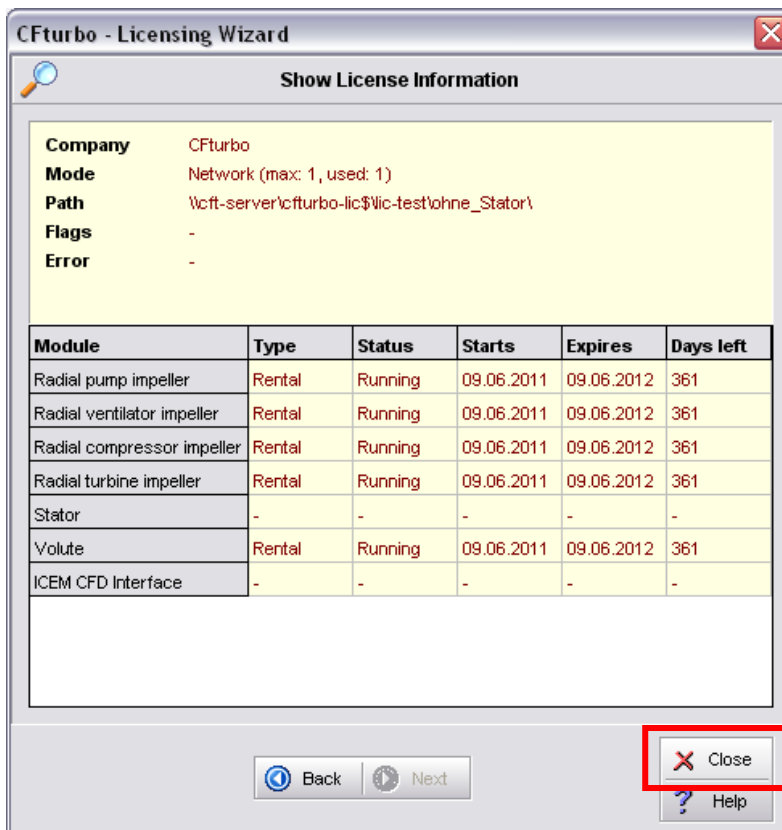 CFturbo - Licensing Wizard
Show License Information
Company CFturbo
Mode Network (max: 1, used: 1)
Path \\cft-server\cfturbo-lic$\lic-test\ohne_Stator\
Flags -
Error -
Module Type Status Starts Expires Days left
Radial pump impeller Rental Running 09.06.2011 09.06.2012 361
Radial ventilator impeller Rental Running 09.06.2011 09.06.2012 361
Radial compressor impeller Rental Running 09.06.2011 09.06.2012 361
Radial turbine impeller Rental Running 09.06.2011 09.06.2012 361
Stator - - - - -
Volute Rental Running 09.06.2011 09.06.2012 361
ICEM CFD Interface - - - - -
Back Next Close
Help